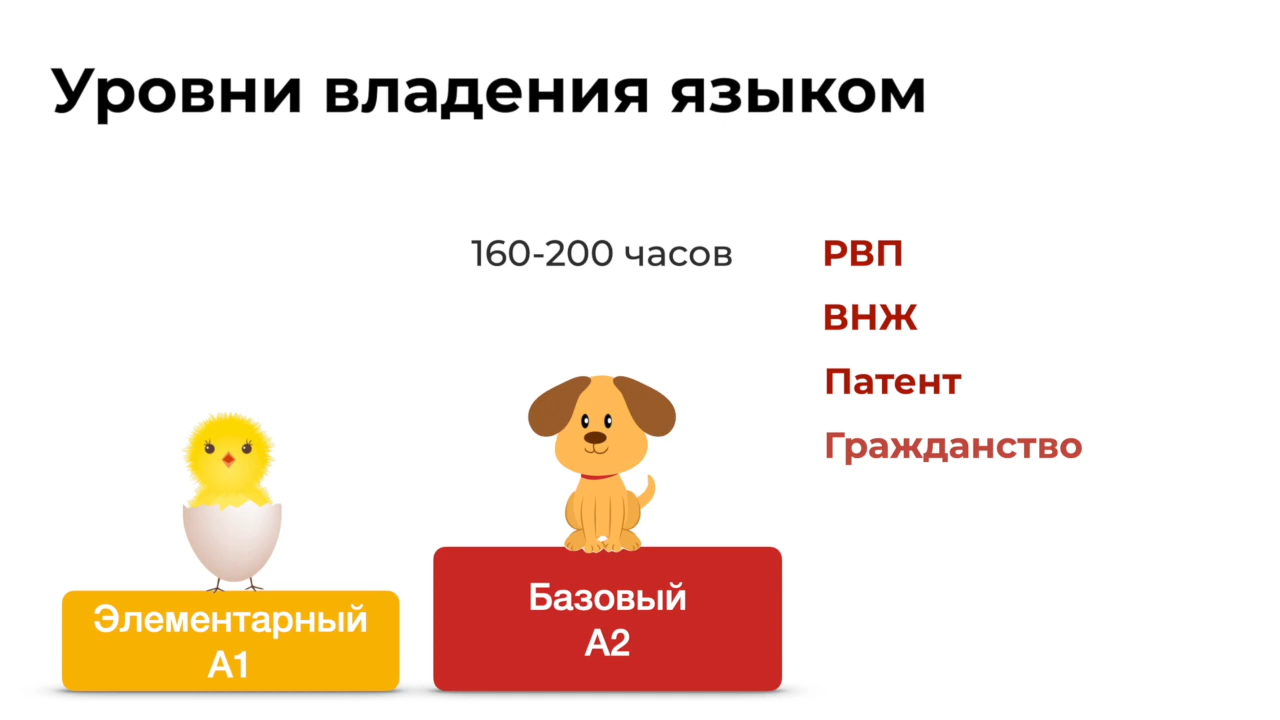 Уровни владения языком
160-200 часов
РВП
ВНЖ
Патент
Гражданство
Элементарный
А1
Базовый
А2